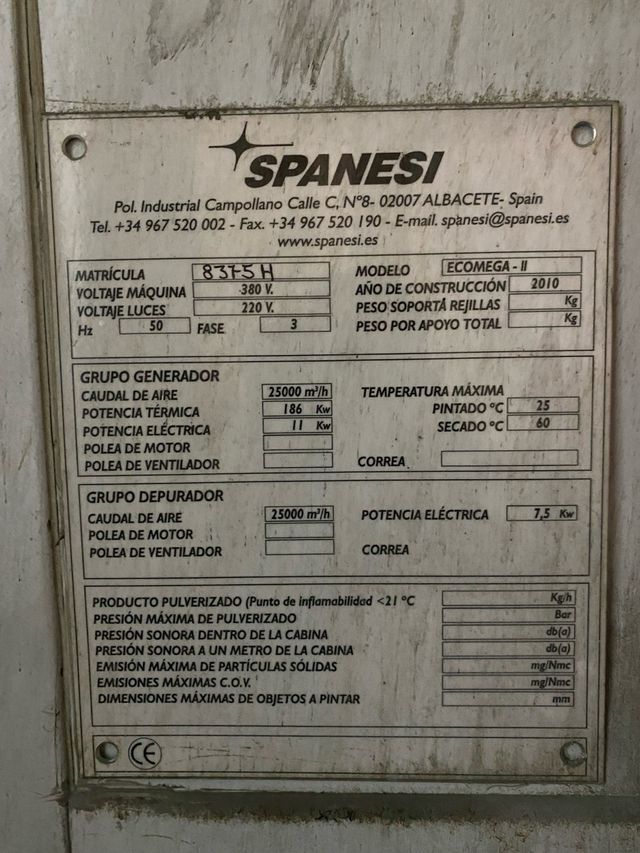 SPANESI
Pol. Industrial Campollano Calle C, Nº8- 02007 ALBACETE- Spain
Tel. +34 967 520 002 - Fax. +34 967 520 190 - E-mail. spanesi@spanesi.es
www.spanesi.es
MATRÍCULA 8375H MODELO ECOMEGA - II
VOLTAJE MÁQUINA 380 V. AÑO DE CONSTRUCCIÓN 2010
VOLTAJE LUCES 220 V. PESO SOPORTA REJILLAS Kg
Hz 50 FASE 3 PESO POR APOYO TOTAL Kg
GRUPO GENERADOR
CAUDAL DE AIRE 25000 m³/h TEMPERATURA MÁXIMA
POTENCIA TÉRMICA 186 Kw PINTADO ºC 25
POTENCIA ELÉCTRICA 11 Kw SECADO ºC 60
POLEA DE MOTOR
POLEA DE VENTILADOR CORREA
GRUPO DEPURADOR
CAUDAL DE AIRE 25000 m³/h POTENCIA ELÉCTRICA 7,5 Kw
POLEA DE MOTOR
POLEA DE VENTILADOR CORREA
PRODUCTO PULVERIZADO (Punto de inflamabilidad <21 ºC Kg/h
PRESIÓN MÁXIMA DE PULVERIZADO Bar
PRESIÓN SONORA DENTRO DE LA CABINA db(a)
PRESIÓN SONORA A UN METRO DE LA CABINA db(a)
EMISIÓN MÁXIMA DE PARTÍCULAS SÓLIDAS mg/Nmc
EMISIONES MÁXIMAS C.O.V. mg/Nmc
DIMENSIONES MÁXIMAS DE OBJETOS A PINTAR mm
CE